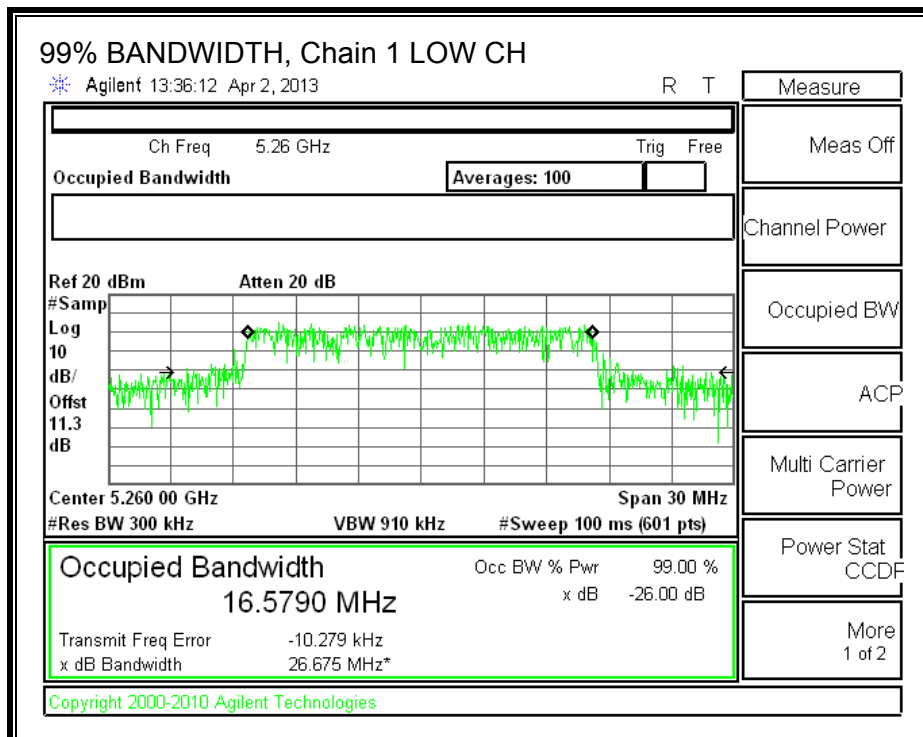 99% BANDWIDTH, Chain 1 LOW CH
Agilent 13:36:12 Apr 2, 2013 R T
Measure
Ch Freq 5.26 GHz Trig Free
Meas Off
Occupied Bandwidth Averages: 100
Channel Power
Ref 20 dBm Atten 20 dB
#Samp
Log
10
dB/
Offst
11.3
dB
Occupied BW
ACP
Multi Carrier
Power
Center 5.260 00 GHz Span 30 MHz
#Res BW 300 kHz VBW 910 kHz #Sweep 100 ms (601 pts)
Power Stat
CCDF
Occupied Bandwidth Occ BW % Pwr 99.00 %
16.5790 MHz x dB -26.00 dB
Transmit Freq Error -10.279 kHz
x dB Bandwidth 26.675 MHz*
More
1 of 2
Copyright 2000-2010 Agilent Technologies